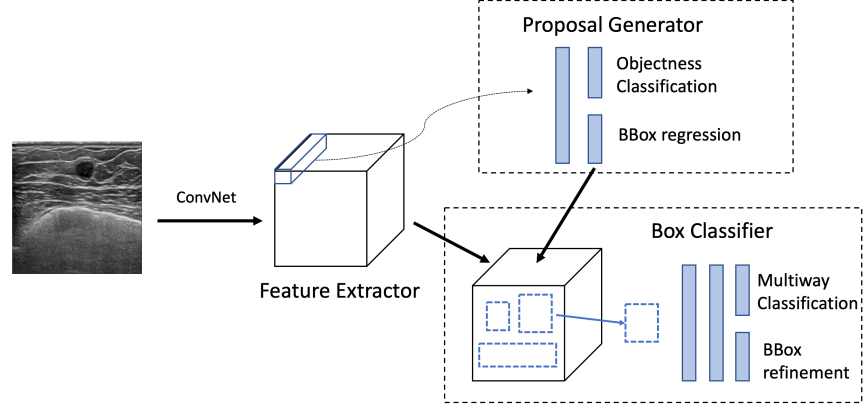 Proposal Generator
Objectness
Classification
BBox regression
ConvNet
Feature Extractor
Box Classifier
Multiway
Classification
BBox
refinement